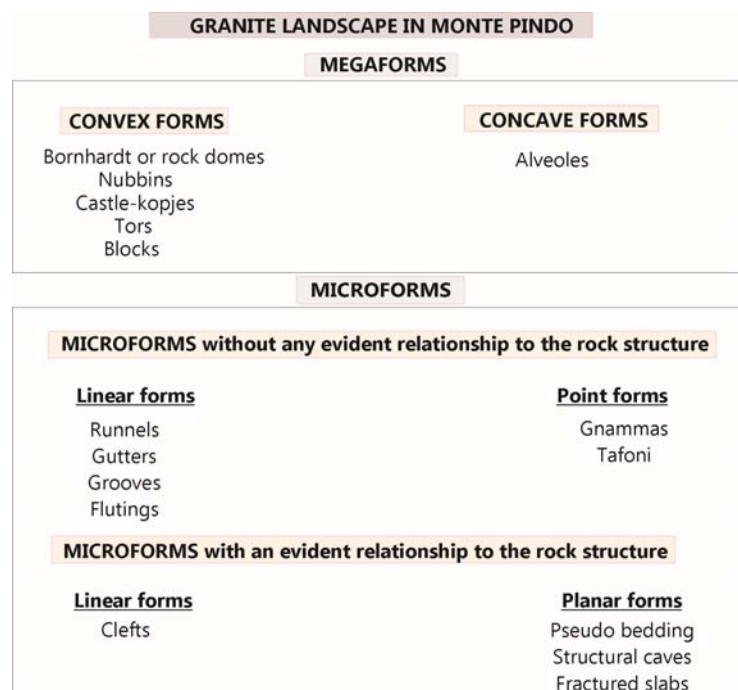 GRANITE LANDSCAPE IN MONTE PINDO
MEGAFORMS
CONVEX FORMS
Bornhardt or rock domes
Nubbins
Castle-kopjes
Tors
Blocks
CONCAVE FORMS
Alveoles
MICROFORMS
MICROFORMS without any evident relationship to the rock structure
Linear forms
Runnels
Gutters
Grooves
Flutings
Point forms
Gnammas
Tafoni
MICROFORMS with an evident relationship to the rock structure
Linear forms
Clefts
Planar forms
Pseudo bedding
Structural caves
Fractured slabs